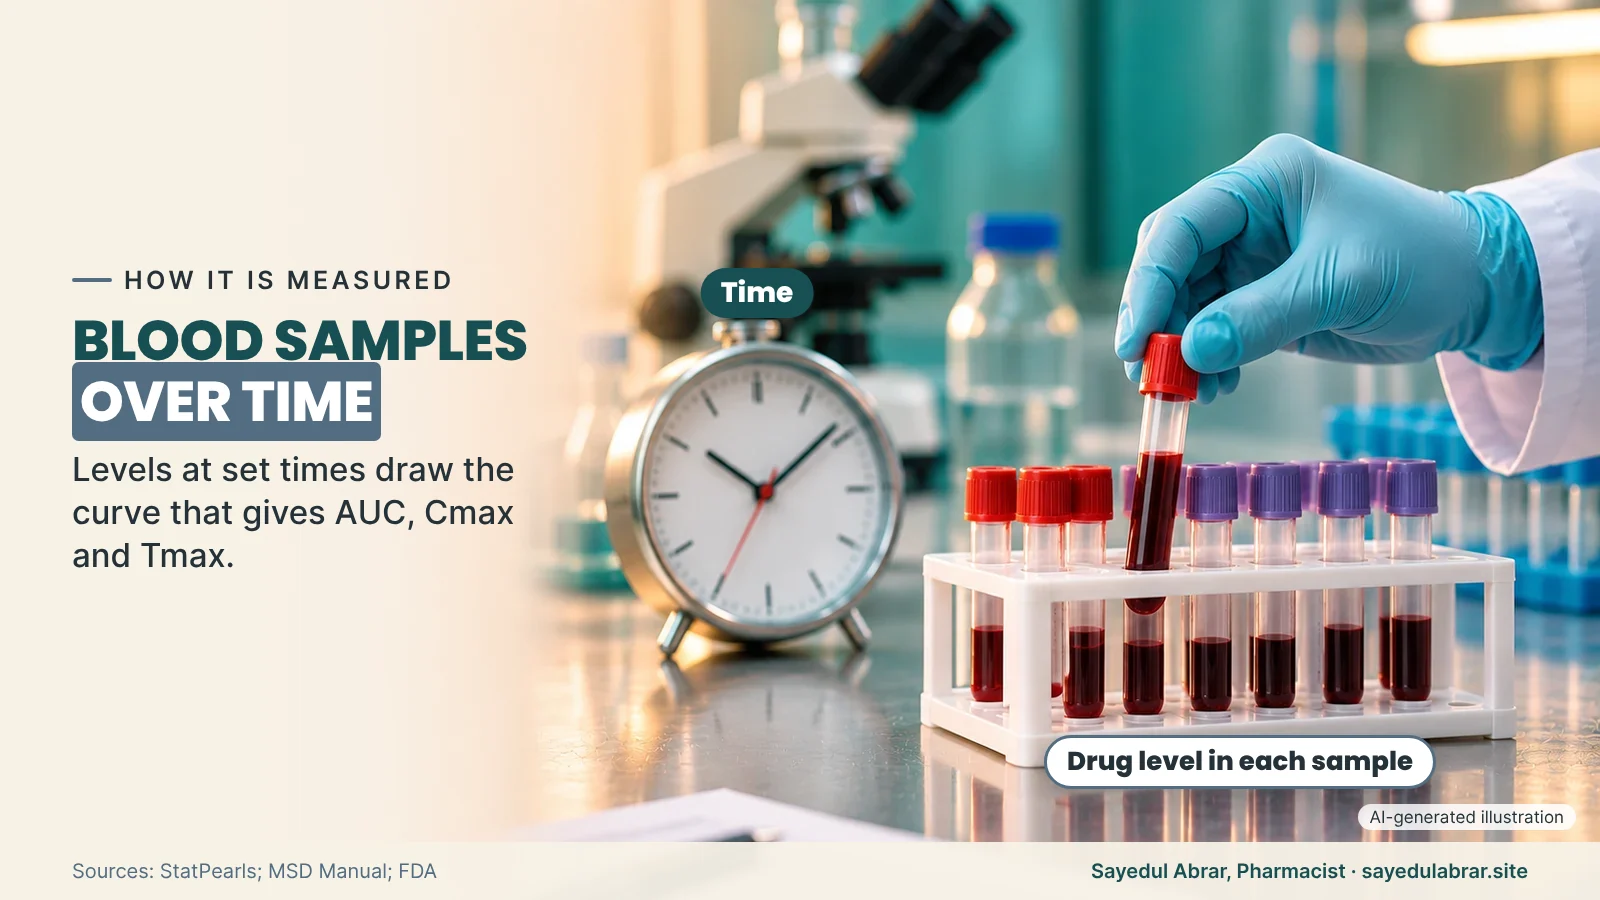 HOW IT IS MEASURED
BLOOD SAMPLES
OVER TIME
Levels at set times draw the
curve that gives AUC, Cmax
and Tmax.
Time
Drug level in each sample
AI-generated illustration
Sources: StatPearls; MSD Manual; FDA
Sayedul Abrar, Pharmacist · sayedulabrar.site